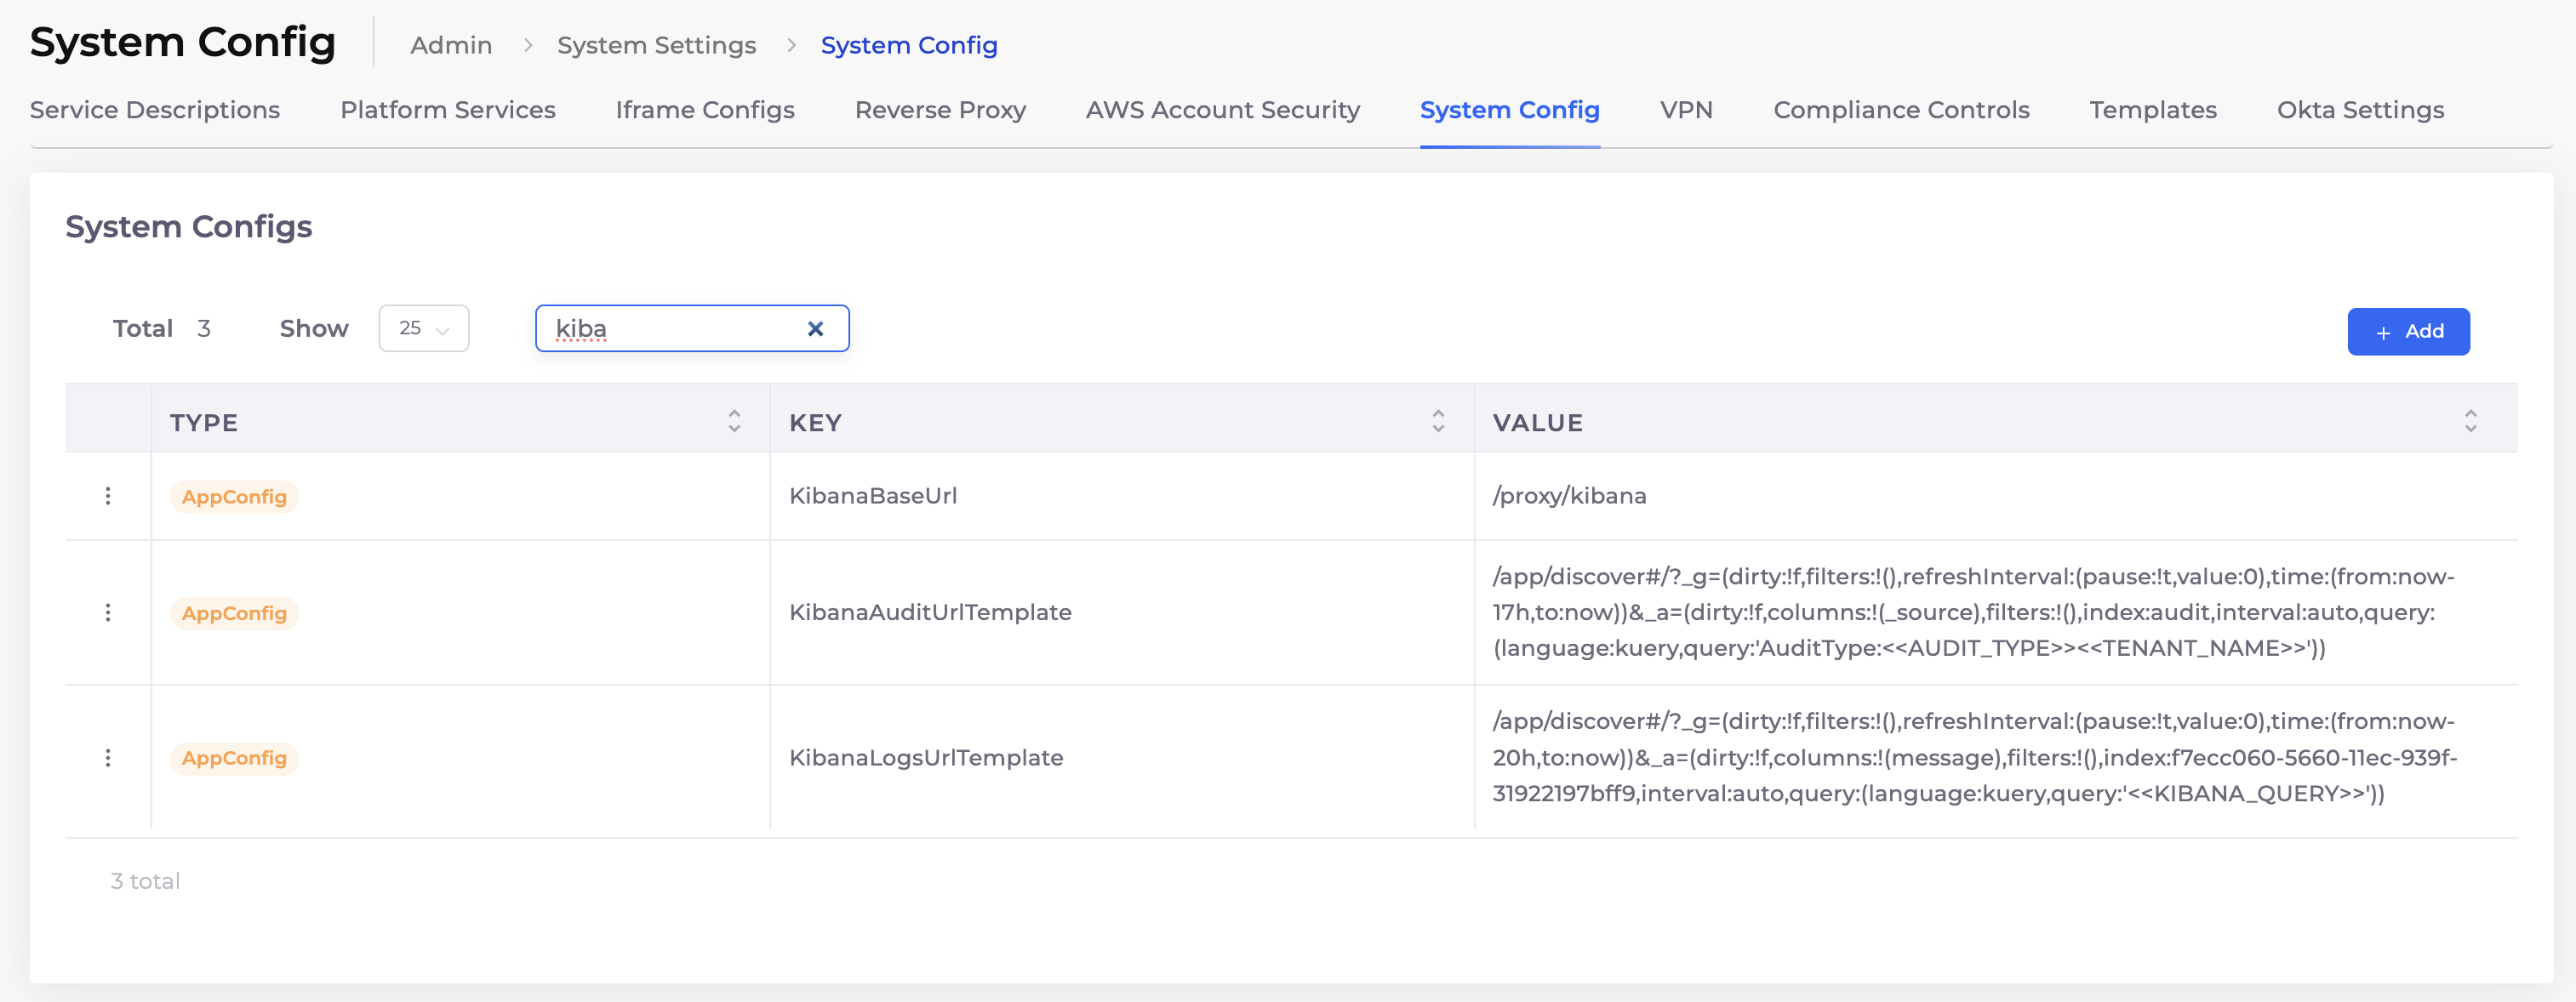 System Config
Admin > System Settings > System Config
Service Descriptions Platform Services Iframe Configs Reverse Proxy AWS Account Security System Config VPN Compliance Controls Templates Okta Settings
System Configs
Total 3 Show 25 kiba + Add
TYPE KEY VALUE
AppConfig KibanaBaseUrl /proxy/kibana
/app/discover#/?_g=(dirty:!f,filters:!(),refreshInterval:(pause:!t,value:0),time:(from:now-
AppConfig KibanaAuditUrlTemplate 17h,to:now))&_a=(dirty:!f,columns:!(_source),filters:!(),index:audit,interval:auto,query:
(language:kuery,query:'AuditType:<<AUDIT_TYPE>><<TENANT_NAME>>'))
/app/discover#/?_g=(dirty:!f,filters:!(),refreshInterval:(pause:!t,value:0),time:(from:now-
AppConfig KibanaLogsUrlTemplate 20h,to:now))&_a=(dirty:!f,columns:!(message),filters:!(),index:f7ecc060-5660-11ec-939f-
31922197bff9,interval:auto,query:(language:kuery,query:'<<KIBANA_QUERY>>'))
3 total